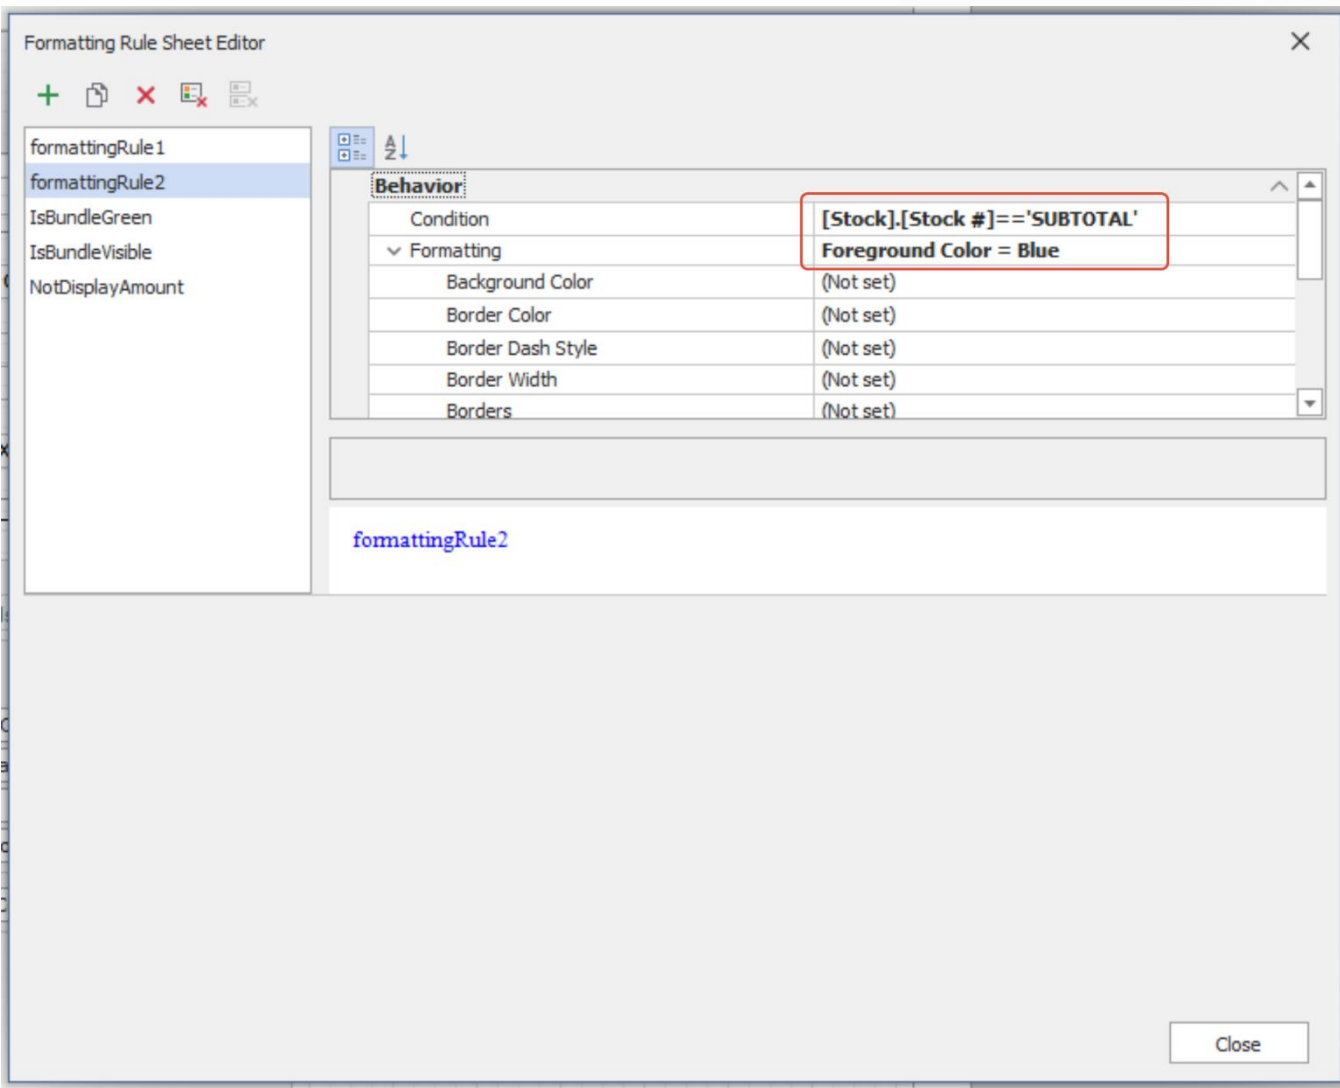 Formatting Rule Sheet Editor
formattingRule1
formattingRule2
IsBundleGreen
IsBundleVisible
NotDisplayAmount
Behavior
Condition [Stock].[Stock #]=='SUBTOTAL'
Formatting Foreground Color = Blue
Background Color (Not set)
Border Color (Not set)
Border Dash Style (Not set)
Border Width (Not set)
Borders (Not set)
formattingRule2
Close